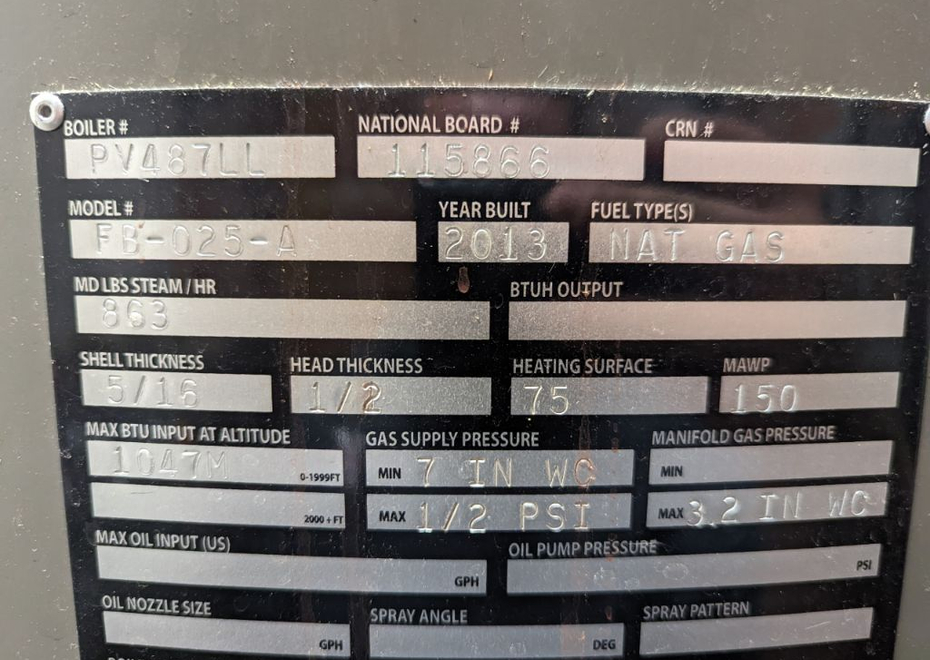 BOILER # NATIONAL BOARD # CRN #
PV487LL 115866
MODEL # YEAR BUILT FUEL TYPE(S)
FB-025-A 2013 NAT GAS
MD LBS STEAM / HR BTUH OUTPUT
863
SHELL THICKNESS HEAD THICKNESS HEATING SURFACE MAWP
5/16 1/2 75 150
MAX BTU INPUT AT ALTITUDE GAS SUPPLY PRESSURE MANIFOLD GAS PRESSURE
1047M 0-1999FT MIN 7 IN WC MIN
2000 + FT MAX 1/2 PSI MAX 3.2 IN WC
MAX OIL INPUT (US) OIL PUMP PRESSURE
GPH PSI
OIL NOZZLE SIZE SPRAY ANGLE SPRAY PATTERN
GPH DEG